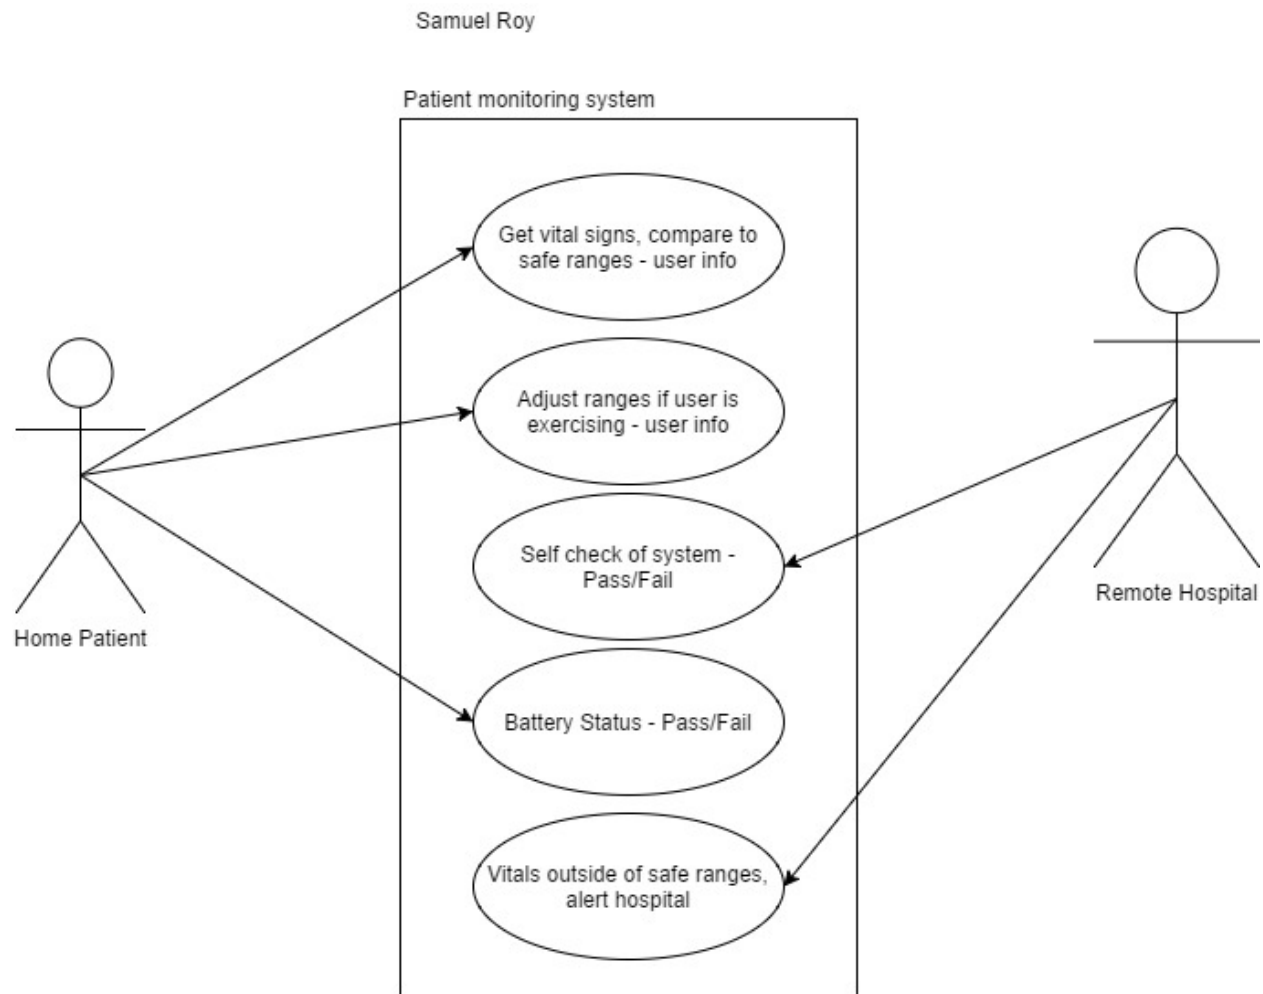 Samuel Roy
Patient monitoring system
Get vital signs, compare to
safe ranges - user info
Adjust ranges if user is
exercising - user info
Self check of system -
Pass/Fail
Remote Hospital
Home Patient
Battery Status - Pass/Fail
Vitals outside of safe ranges,
alert hospital